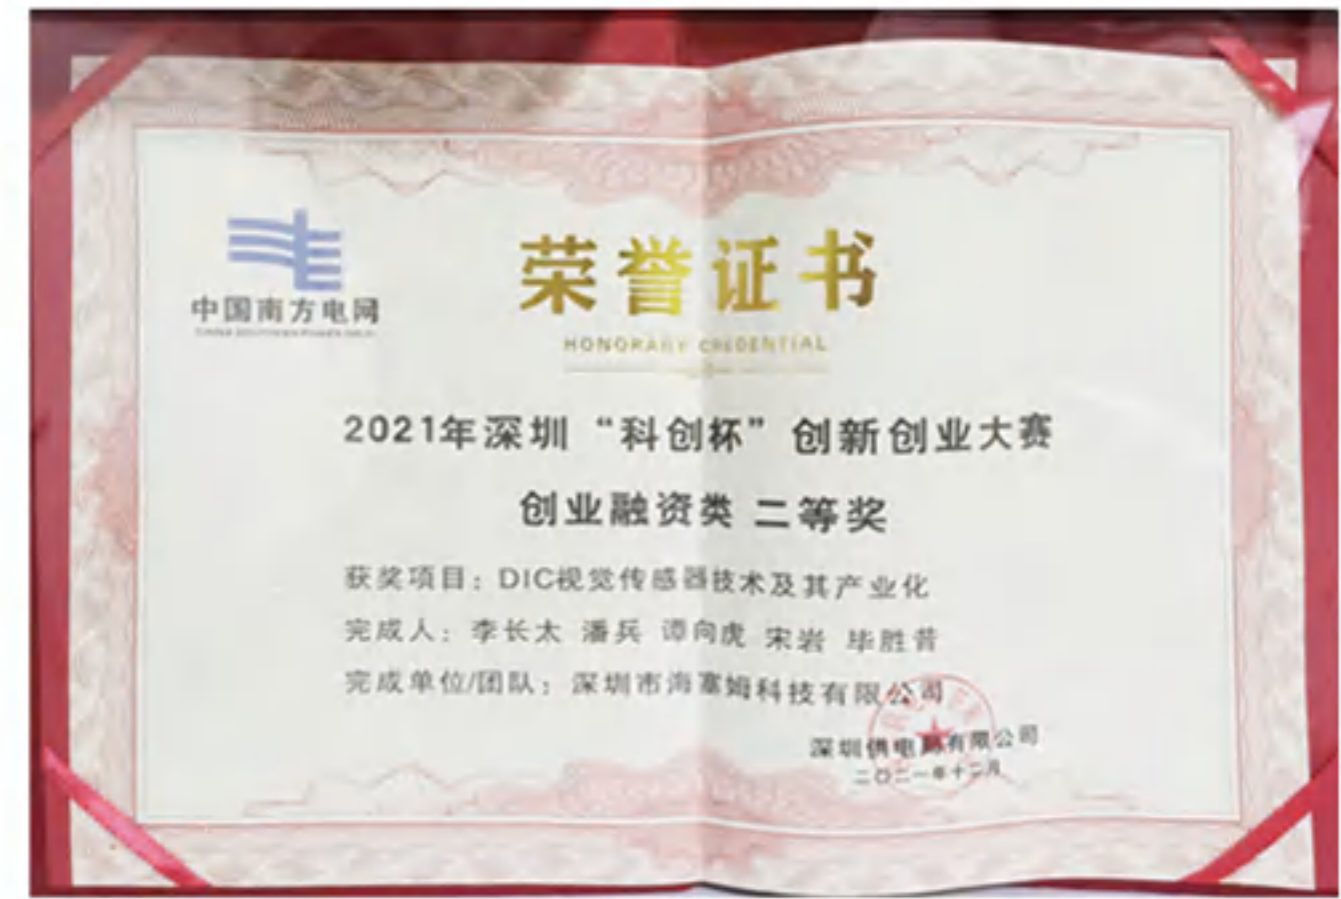 中国南方电网
CHINA SOUTHERN POWER GRID
荣誉证书
HONORARY CREDENTIAL
2021年深圳“科创杯”创新创业大赛
创业融资类 二等奖
获奖项目：DIC视觉传感器技术及其产业化
完成人：李长太 潘兵 谭向虎 宋岩 毕胜昔
完成单位/团队：深圳市海塞姆科技有限公司
深圳供电局有限公司
二〇二一年十二月